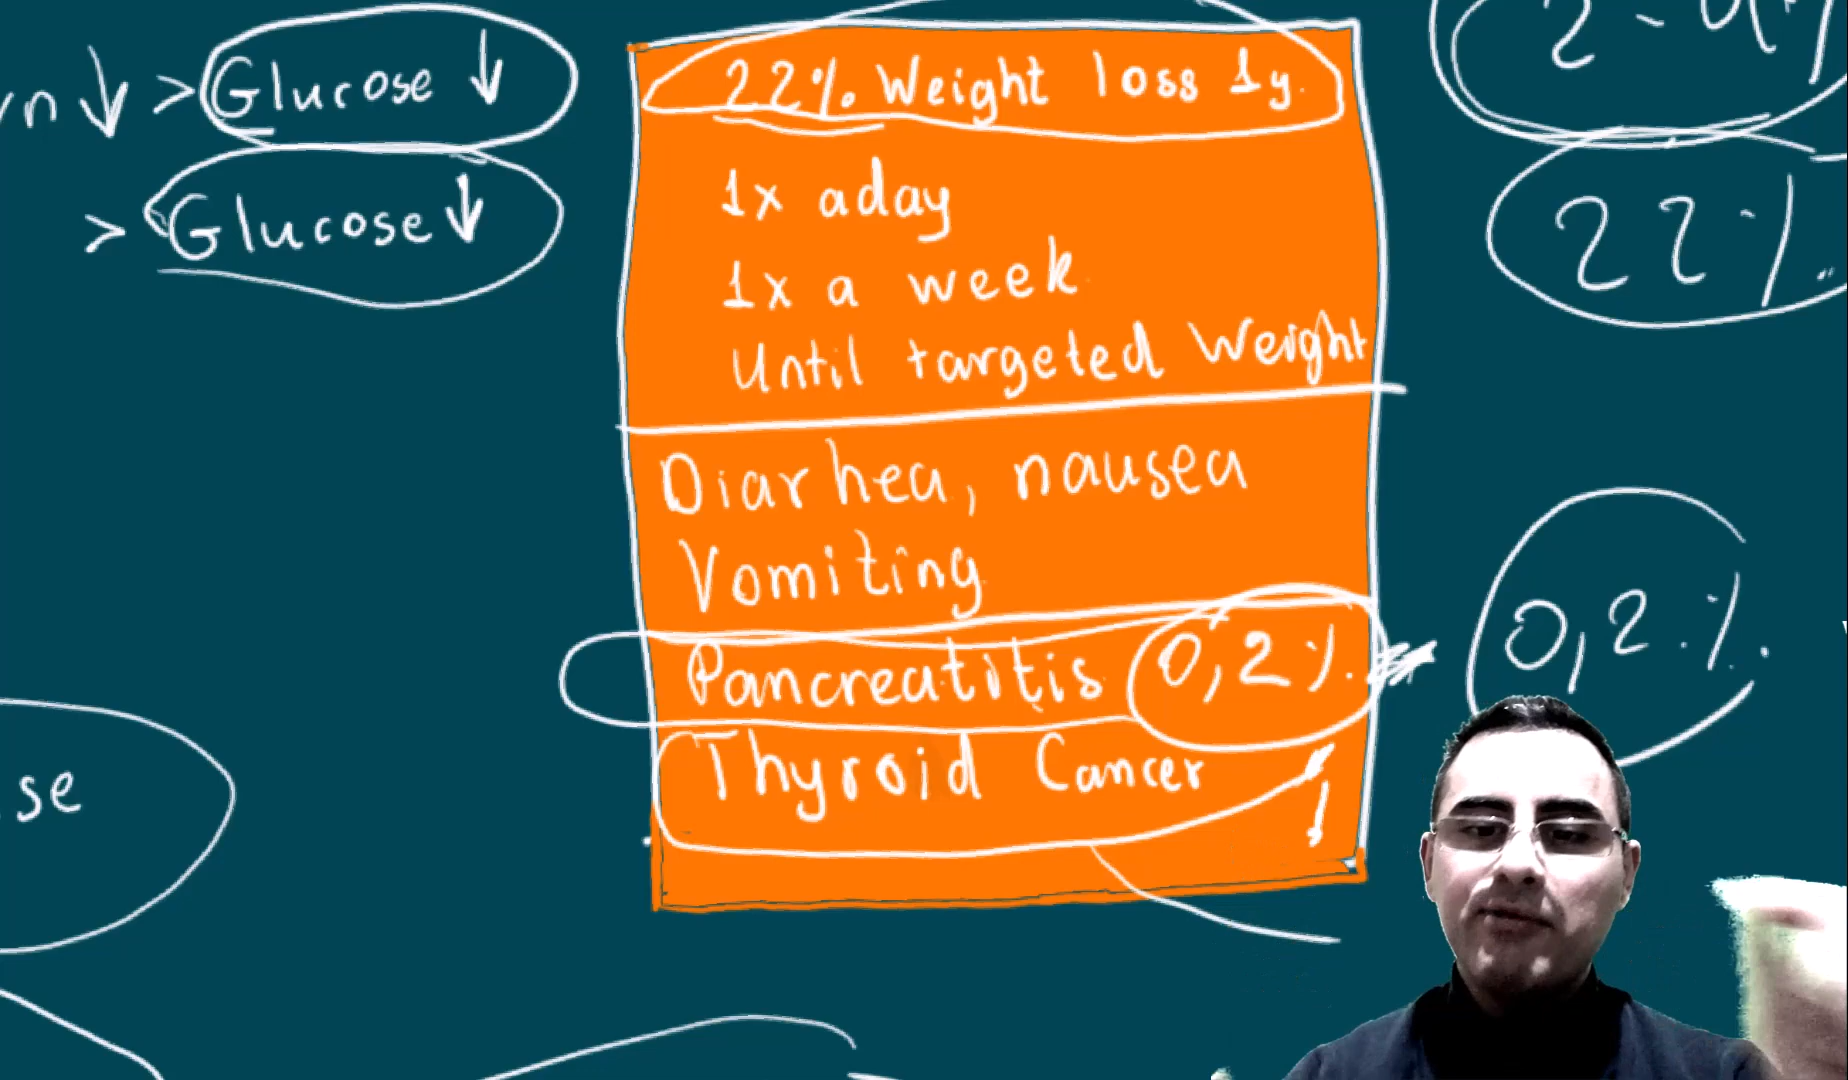 n ↓ > Glucose ↓
> Glucose ↓
se
22% Weight loss 1y.
1x a day
1x a week
Until targeted Weight
Diarhea, nausea
Vomiting
Pancreatitis 0,2%.
Thyroid Cancer
22%.
0,2%.